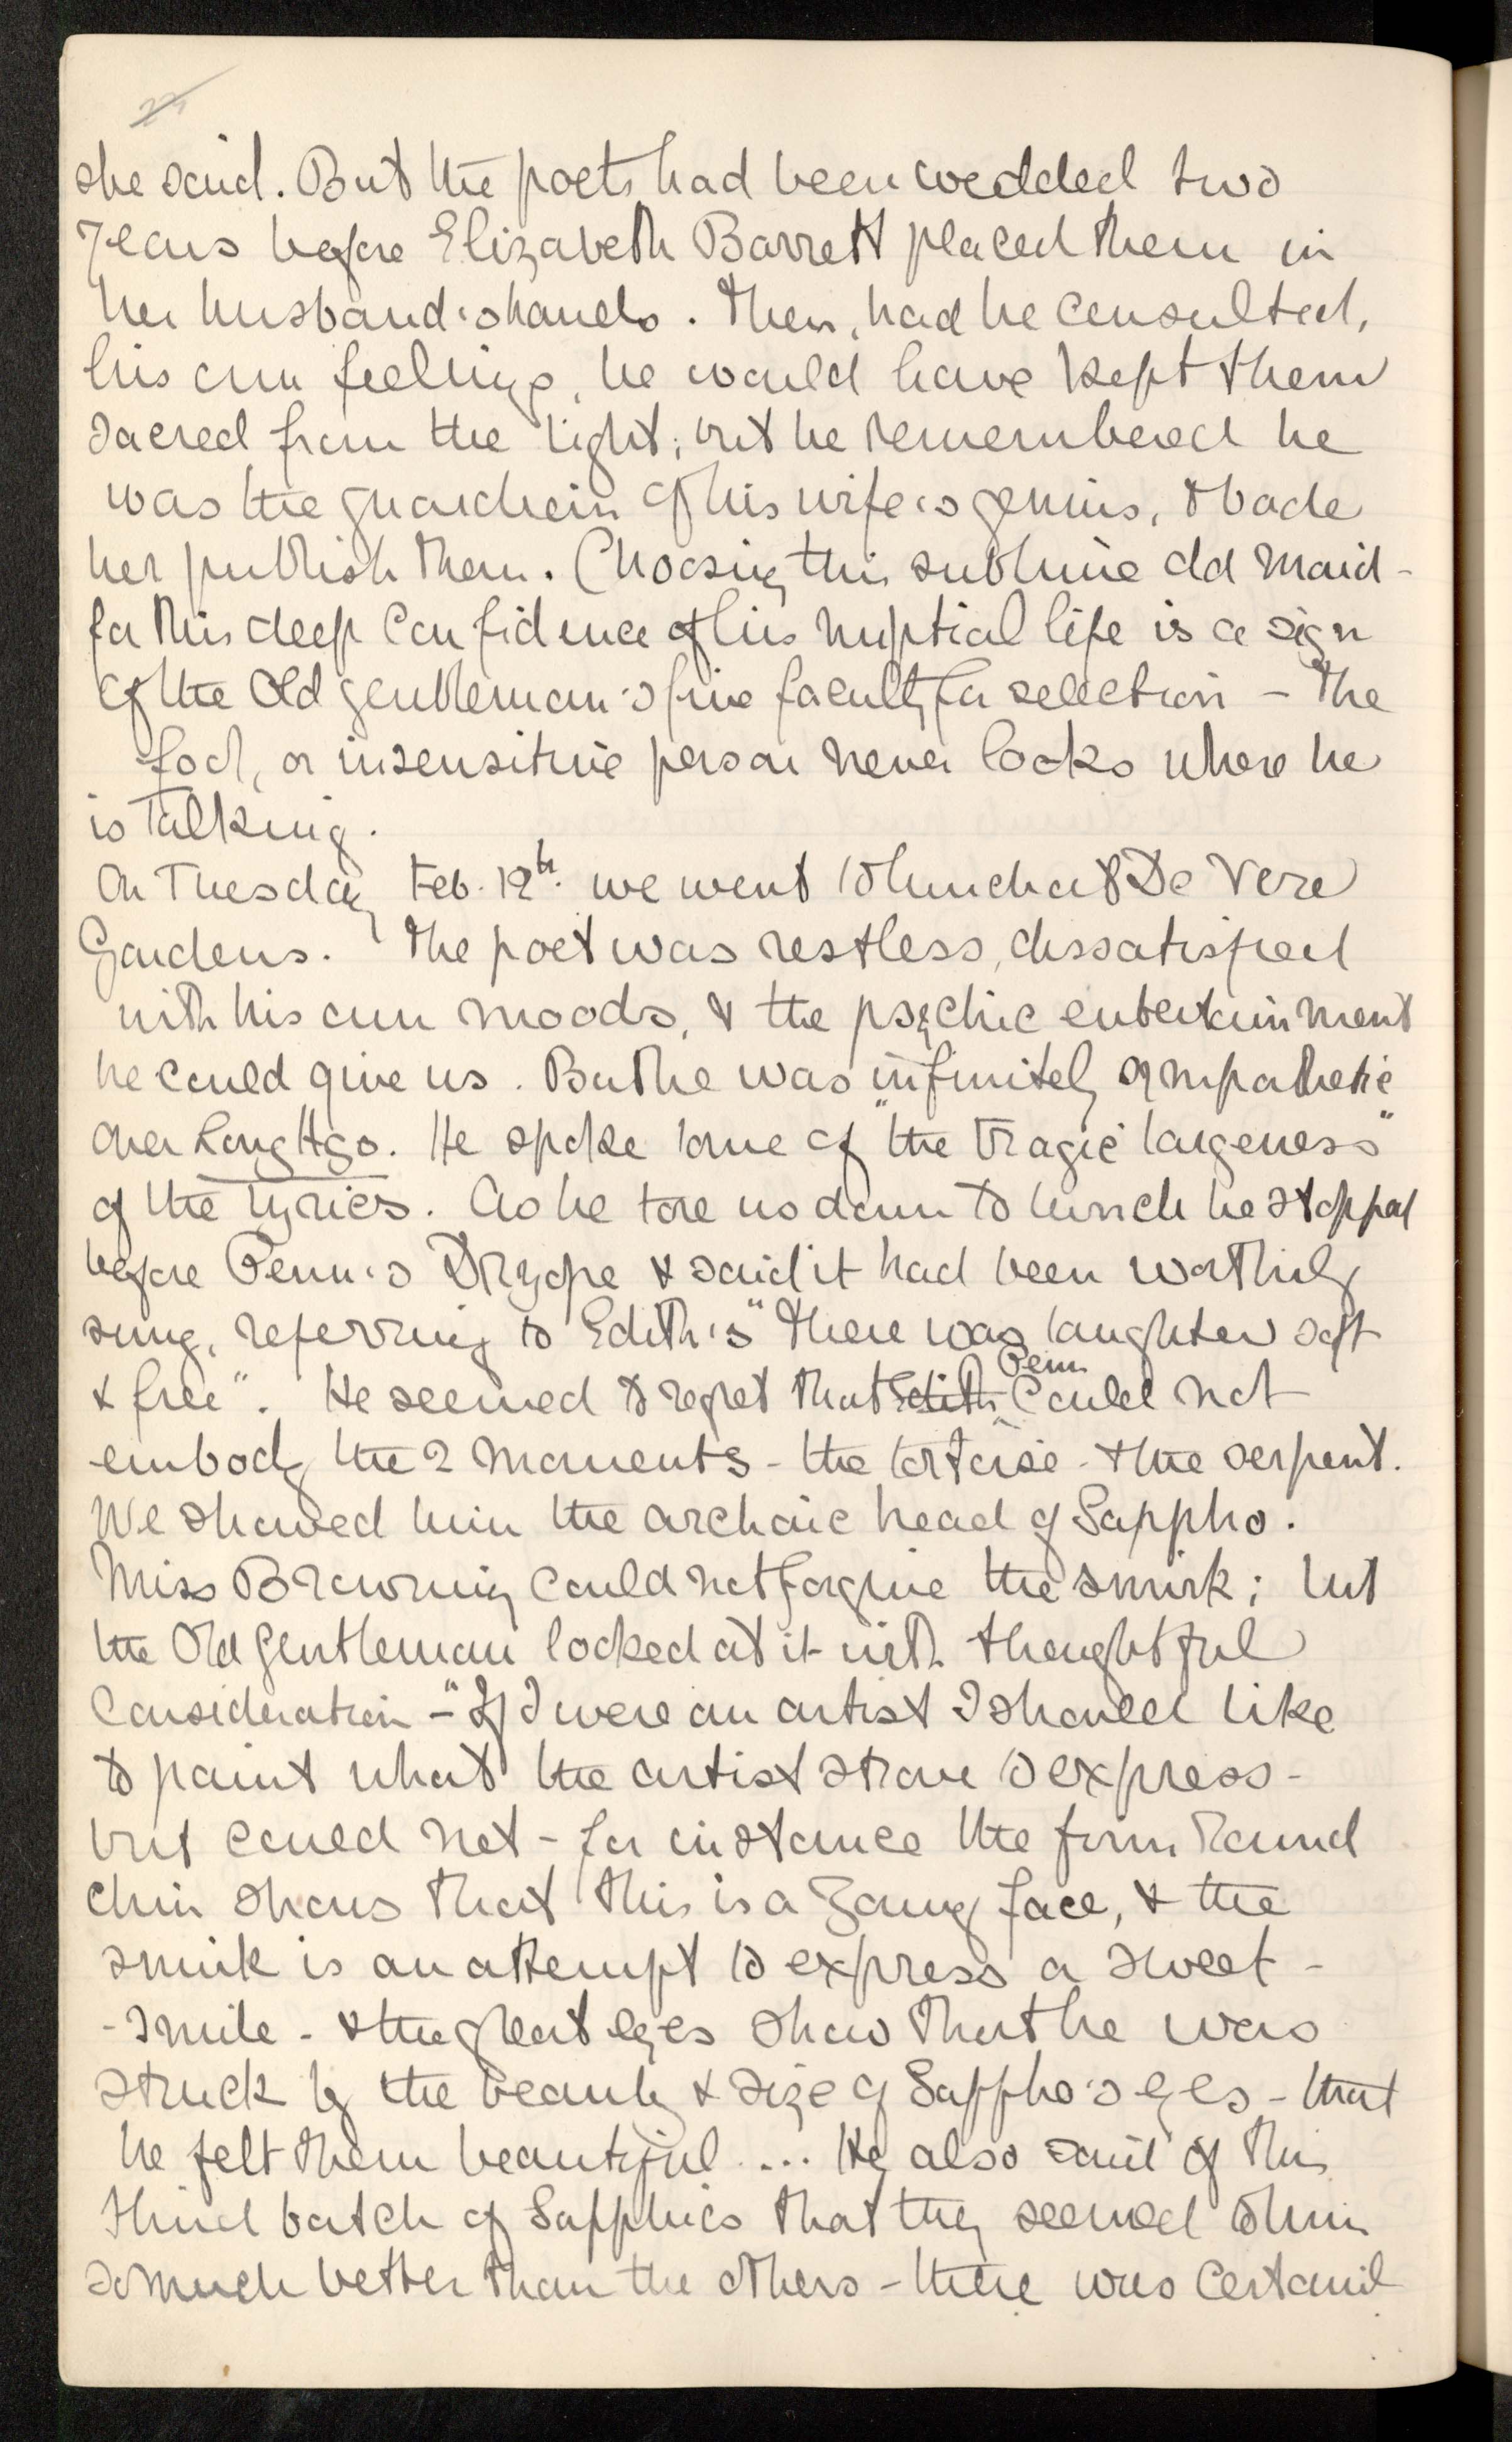 she said. But the poets had been wedded two
years before Elizabeth Barrett placed them in
her husband's hands. Then, had he consulted,
his own feelings, he would have kept them
sacred from the light; but he remembered he
was the guardian of his wife's genius, & bade
her publish them. Choosing this sublime old maid -
for this deep confidence of his nuptial life is a sign
of the Old gentleman's fine faculty for selection - The
fool, or insensitive person never looks where he
is talking.
On Tuesday Feb. 12th. we went to lunch at De Vere
Gardens. The poet was restless, dissatisfied
with his own moods, & the psychic entertainment
he could give us. But he was infinitely sympathetic
over Long Ago. He spoke to me of "the tragic largeness"
of the lyrics. As he took us down to lunch he stopped
before Penn's Dryope & said it had been worthily
sung, referring to Edith's "There was laughter soft
& free". He seemed to regret that Edith Penn could not
embody the 2 moments - the tortoise - & the serpent.
We showed him the archaic head of Sappho.
Miss Browning could not forgive the smirk; but
the Old gentleman looked at it with thoughtful
consideration - "If I were an artist I should like
to paint what the artist strove to express -
but could not - for instance the firm round
chin shows that this is a young face, & the
smirk is an attempt to express a sweet -
- smile - & the great eyes show that he was
struck by the beauty & size of Sappho's eyes - that
he felt them beautiful .... He also said of this
third batch of Sapphics that they seemed to him
so much better than the others - there was certainl